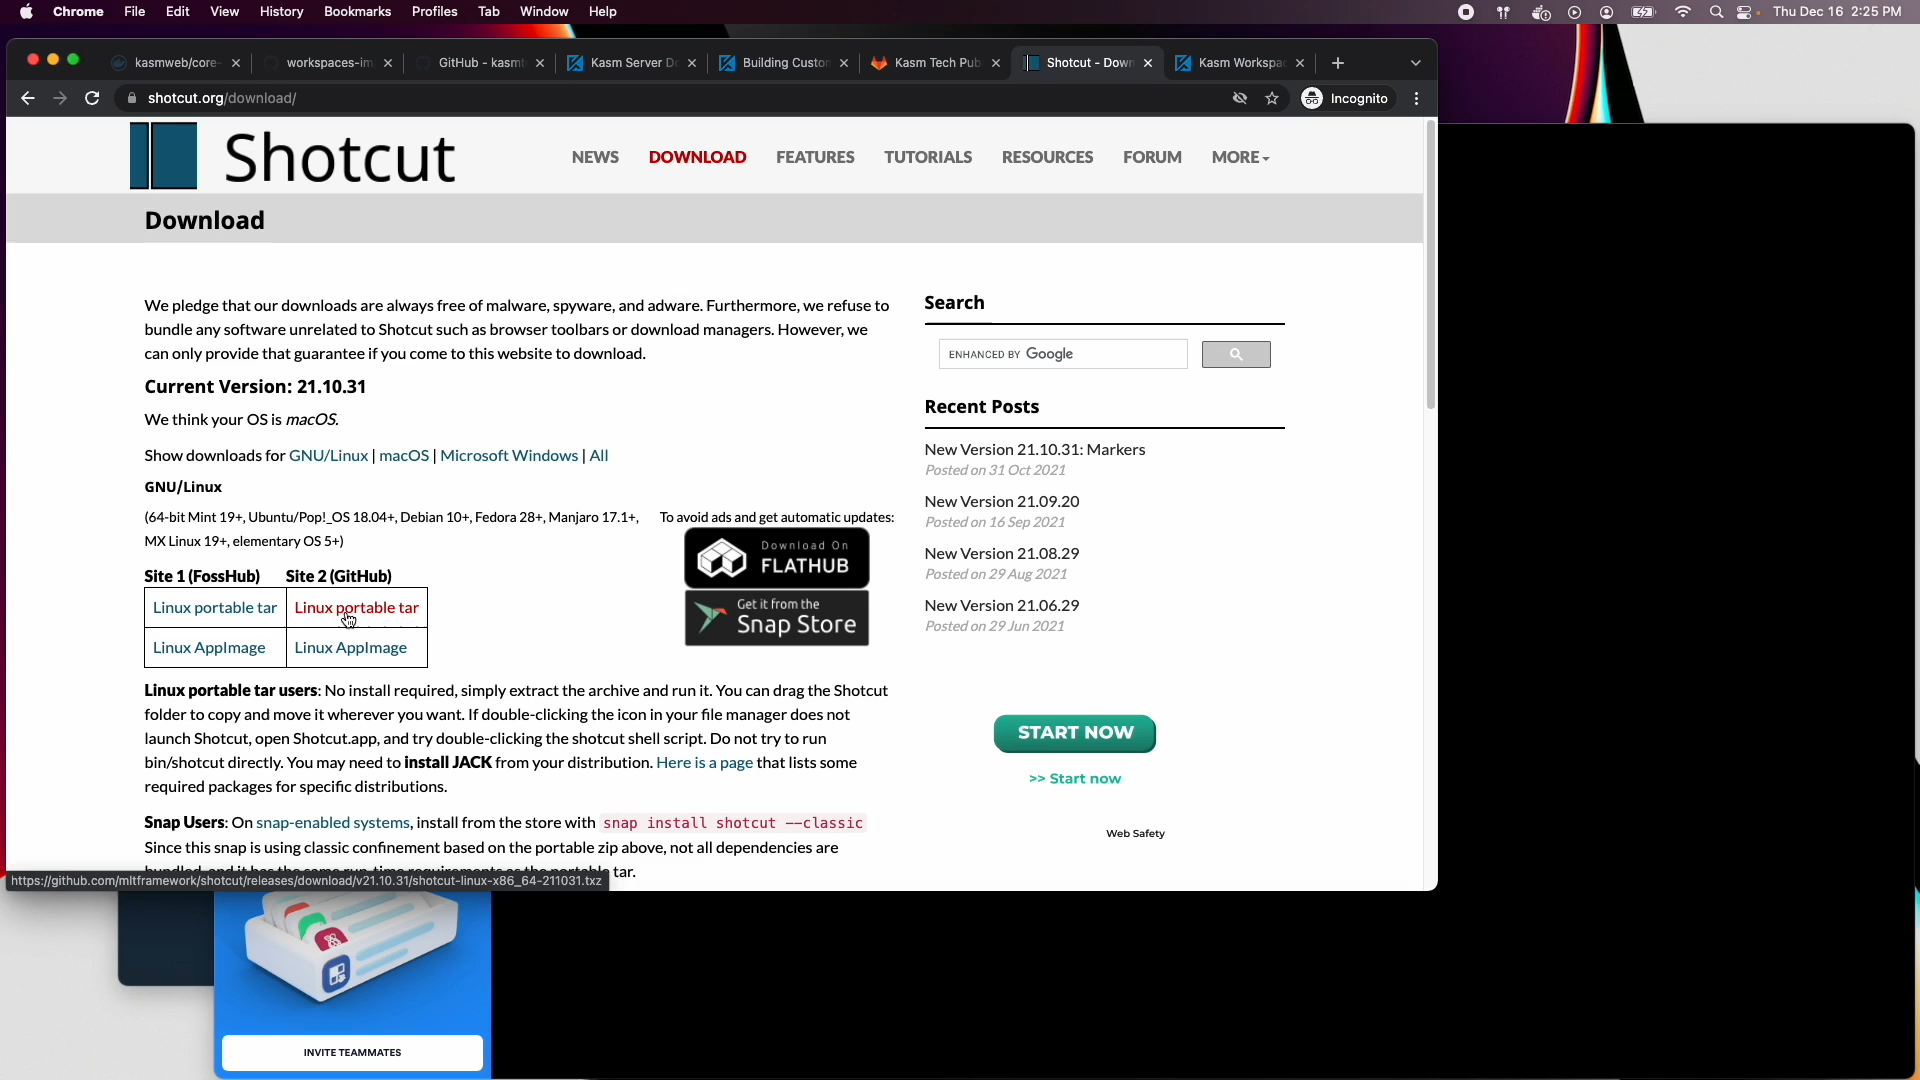 Chrome File Edit View History Bookmarks Profiles Tab Window Help Thu Dec 16 2:25 PM
kasmweb/core- workspaces-im GitHub - kasmt Kasm Server D Building Custor Kasm Tech Pub Shotcut - Down Kasm Workspa
shotcut.org/download/ Incognito
Shotcut NEWS DOWNLOAD FEATURES TUTORIALS RESOURCES FORUM MORE
Download
We pledge that our downloads are always free of malware, spyware, and adware. Furthermore, we refuse to
bundle any software unrelated to Shotcut such as browser toolbars or download managers. However, we
can only provide that guarantee if you come to this website to download.
Current Version: 21.10.31
We think your OS is macOS.
Show downloads for GNU/Linux | macOS | Microsoft Windows | All
GNU/Linux
(64-bit Mint 19+, Ubuntu/Pop!_OS 18.04+, Debian 10+, Fedora 28+, Manjaro 17.1+,
MX Linux 19+, elementary OS 5+)
To avoid ads and get automatic updates:
Download On
FLATHUB
Get it from the
Snap Store
Site 1 (FossHub) Site 2 (GitHub)
Linux portable tar Linux portable tar
Linux AppImage Linux AppImage
Linux portable tar users: No install required, simply extract the archive and run it. You can drag the Shotcut
folder to copy and move it wherever you want. If double-clicking the icon in your file manager does not
launch Shotcut, open Shotcut.app, and try double-clicking the shotcut shell script. Do not try to run
bin/shotcut directly. You may need to install JACK from your distribution. Here is a page that lists some
required packages for specific distributions.
Snap Users: On snap-enabled systems, install from the store with snap install shotcut --classic
Since this snap is using classic confinement based on the portable zip above, not all dependencies are
bundled, and it has the same run-time requirements as the portable tar.
https://github.com/mltframework/shotcut/releases/download/v21.10.31/shotcut-linux-x86_64-211031.txz
Search
ENHANCED BY Google
Recent Posts
New Version 21.10.31: Markers
Posted on 31 Oct 2021
New Version 21.09.20
Posted on 16 Sep 2021
New Version 21.08.29
Posted on 29 Aug 2021
New Version 21.06.29
Posted on 29 Jun 2021
START NOW
>> Start now
Web Safety
INVITE TEAMMATES